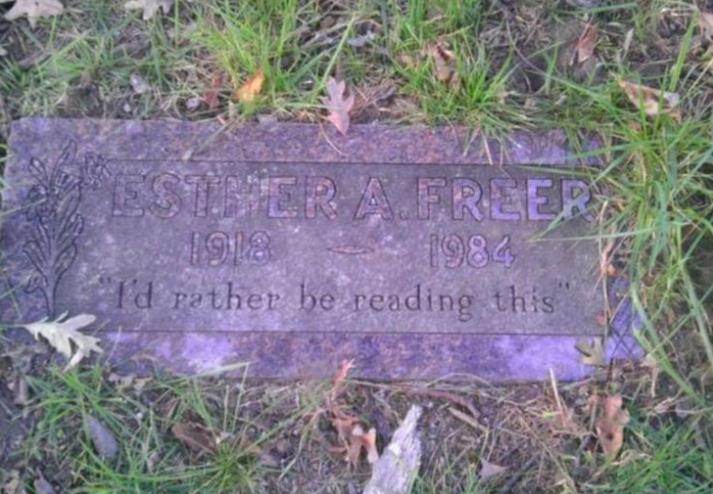 ESTHER A. FREER
1918 — 1984
"I'd rather be reading this"